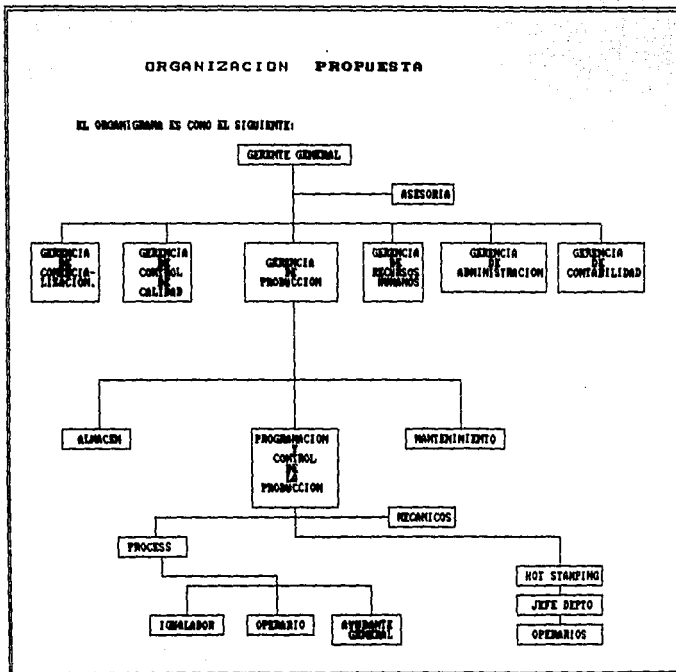 ORGANIZACION PROPUESTA
EL ORGANIGRAMA ES COMO EL SIGUIENTE:
GERENTE GENERAL
ASESORIA
GERENCIA
DE
COMERCIA-
LIZACION.
GERENCIA
DE
CONTROL
DE
CALIDAD
GERENCIA
DE
PRODUCCION
GERENCIA
DE
RECURSOS
HUMANOS
GERENCIA
DE
ADMINISTRACION
GERENCIA
DE
CONTABILIDAD
ALMACEN
PROGRAMACION
Y
CONTROL
DE
LA
PRODUCCION
MANTENIMIENTO
MECANICOS
PROCESS
HOT STAMPING
JEFE DEPTO
OPERARIOS
IGUALADOR
OPERARIO
AYUDANTE
GENERAL